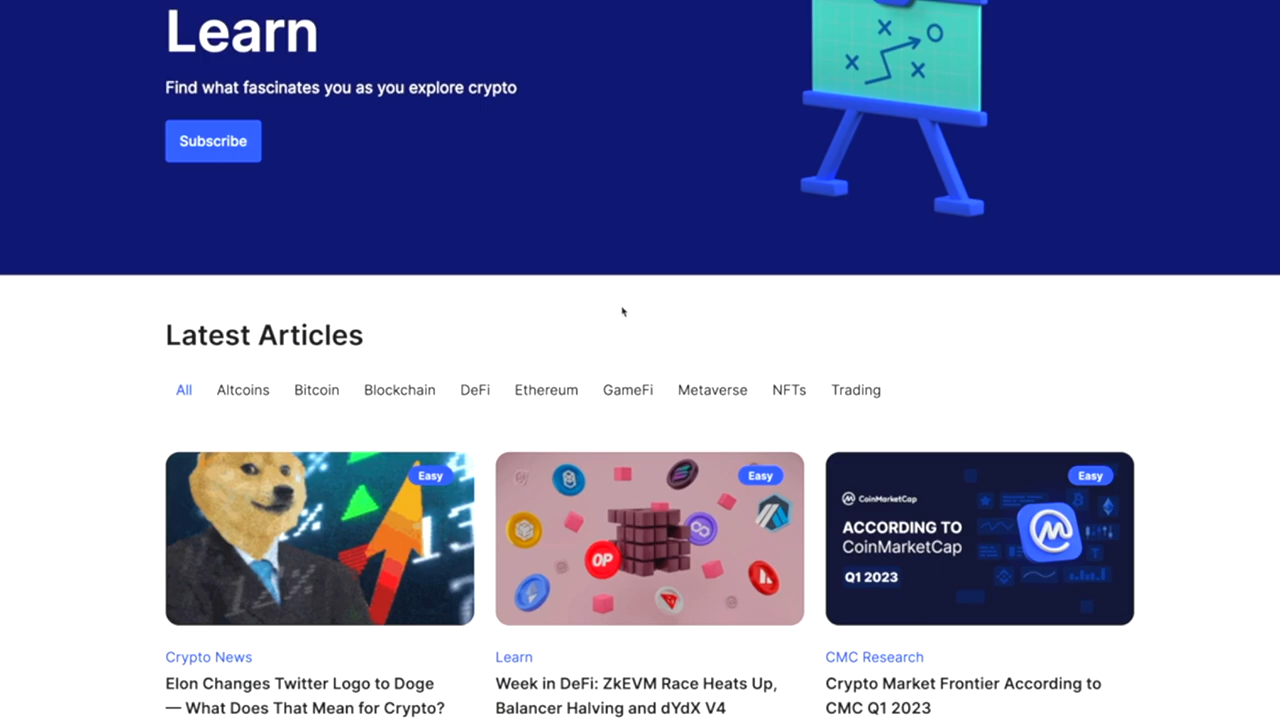 Learn
Find what fascinates you as you explore crypto
Subscribe
Latest Articles
All Altcoins Bitcoin Blockchain DeFi Ethereum GameFi Metaverse NFTs Trading
Easy
Easy
OP
Easy
CoinMarketCap
ACCORDING TO
CoinMarketCap
Q1 2023
Crypto News
Elon Changes Twitter Logo to Doge
— What Does That Mean for Crypto?
Learn
Week in DeFi: ZkEVM Race Heats Up,
Balancer Halving and dYdX V4
CMC Research
Crypto Market Frontier According to
CMC Q1 2023